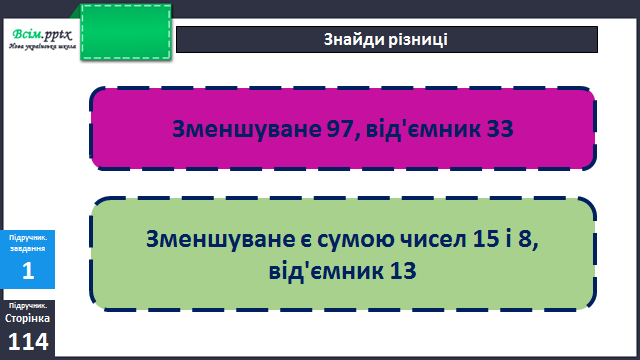 Всім.pptx
Нова українська школа
Знайди різниці
Зменшуване 97, від'ємник 33
Зменшуване є сумою чисел 15 і 8,
від'ємник 13
Підручник.
завдання
1
Підручник.
Сторінка
114